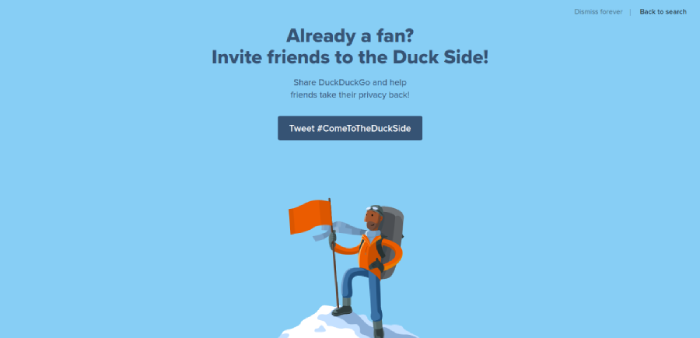 Dismiss forever | Back to search
Already a fan?
Invite friends to the Duck Side!
Share DuckDuckGo and help
friends take their privacy back!
Tweet #ComeToTheDuckSide